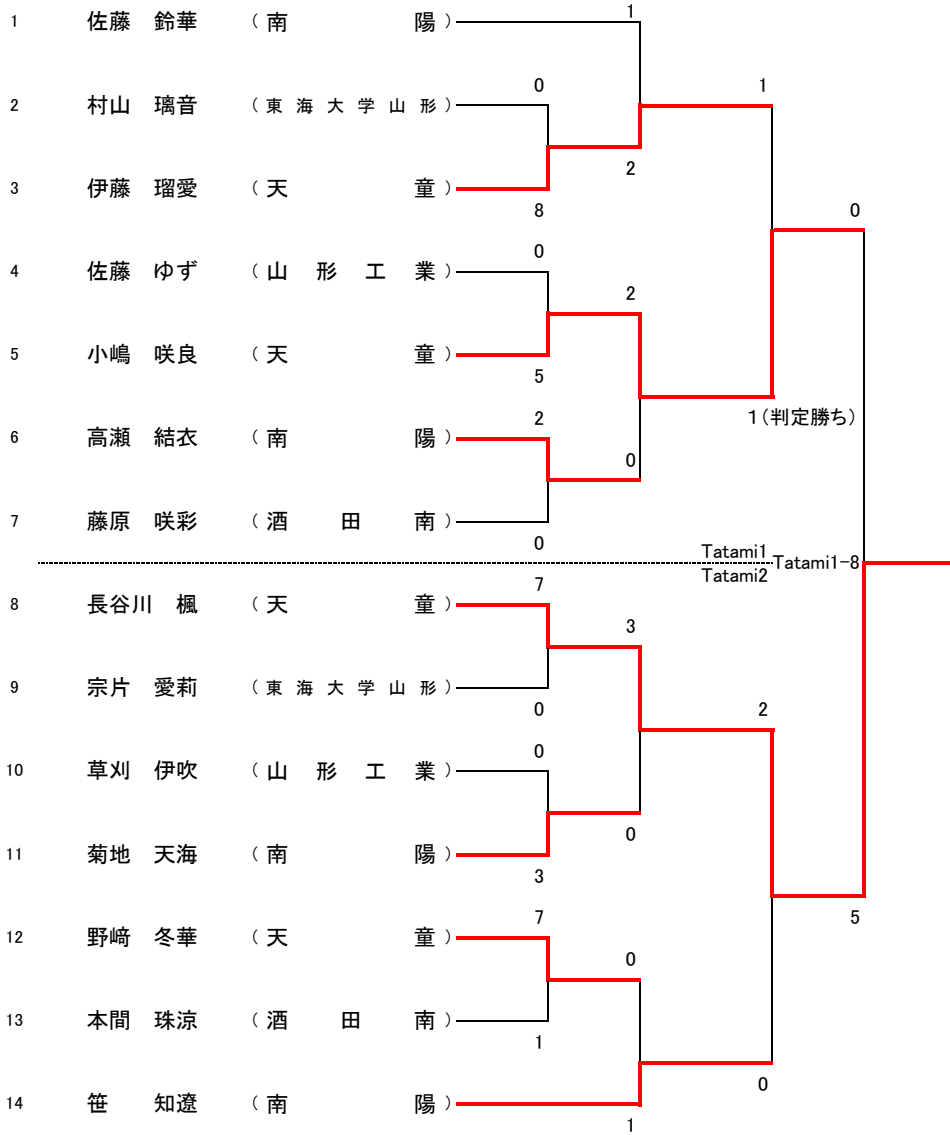 1
1 佐藤 鈴華 （南 陽）
0 1
2 村山 璃音 （東海大学山形）
2
3 伊藤 瑠愛 （天 童）
8 0
0
4 佐藤 ゆず （山形工業）
2
5 小嶋 咲良 （天 童）
5
2 1（判定勝ち）
6 高瀬 結衣 （南 陽）
0
7 藤原 咲彩 （酒田南）
0
Tatami1
Tatami1-8
Tatami2
7
8 長谷川 楓 （天 童）
3
9 宗片 愛莉 （東海大学山形）
0 2
0
10 草刈 伊吹 （山形工業）
0
11 菊地 天海 （南 陽）
3
7 5
12 野﨑 冬華 （天 童）
0
13 本間 珠涼 （酒田南）
1
0
14 笹 知遼 （南 陽）
1